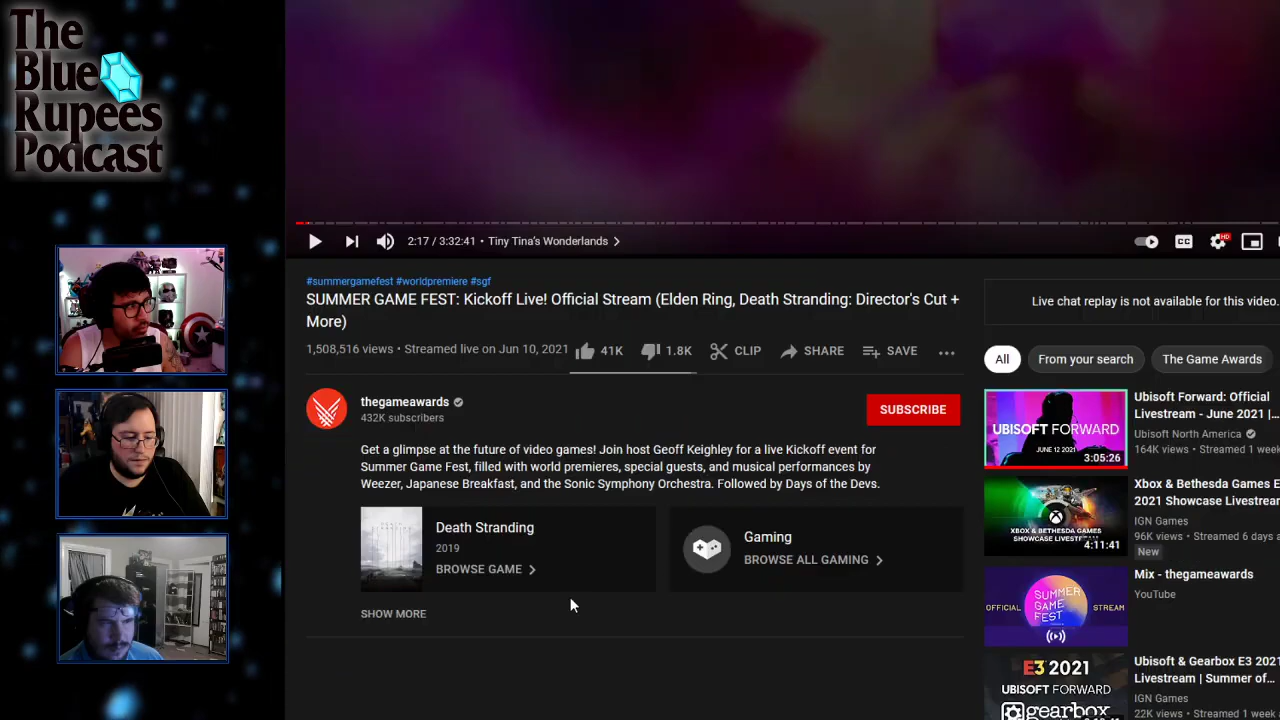 The
Blue
Rupees
Podcast
2:17 / 3:32:41 • Tiny Tina's Wonderlands
CC
HD
#summergamefest #worldpremiere #sgf
SUMMER GAME FEST: Kickoff Live! Official Stream (Elden Ring, Death Stranding: Director's Cut +
More)
1,508,516 views • Streamed live on Jun 10, 2021
41K
1.8K
CLIP
SHARE
SAVE
thegameawards
432K subscribers
SUBSCRIBE
Get a glimpse at the future of video games! Join host Geoff Keighley for a live Kickoff event for
Summer Game Fest, filled with world premieres, special guests, and musical performances by
Weezer, Japanese Breakfast, and the Sonic Symphony Orchestra. Followed by Days of the Devs.
DEATH
STRANDING
Death Stranding
2019
BROWSE GAME
Gaming
BROWSE ALL GAMING
SHOW MORE
Live chat replay is not available for this video.
All
From your search
The Game Awards
UBISOFT FORWARD
JUNE 12 2021
3:05:26
Ubisoft Forward: Official
Livestream - June 2021 |...
Ubisoft North America
164K views • Streamed 1 week
XBOX & BETHESDA GAMES
SHOWCASE LIVESTREAM
4:11:41
Xbox & Bethesda Games E
2021 Showcase Livestream
IGN Games
96K views • Streamed 6 days a
New
OFFICIAL
SUMMER
GAME
FEST
STREAM
Mix - thegameawards
YouTube
E3 2021
UBISOFT FORWARD
gearbox
Ubisoft & Gearbox E3 2021
Livestream | Summer of...
IGN Games
22K views • Streamed 1 week